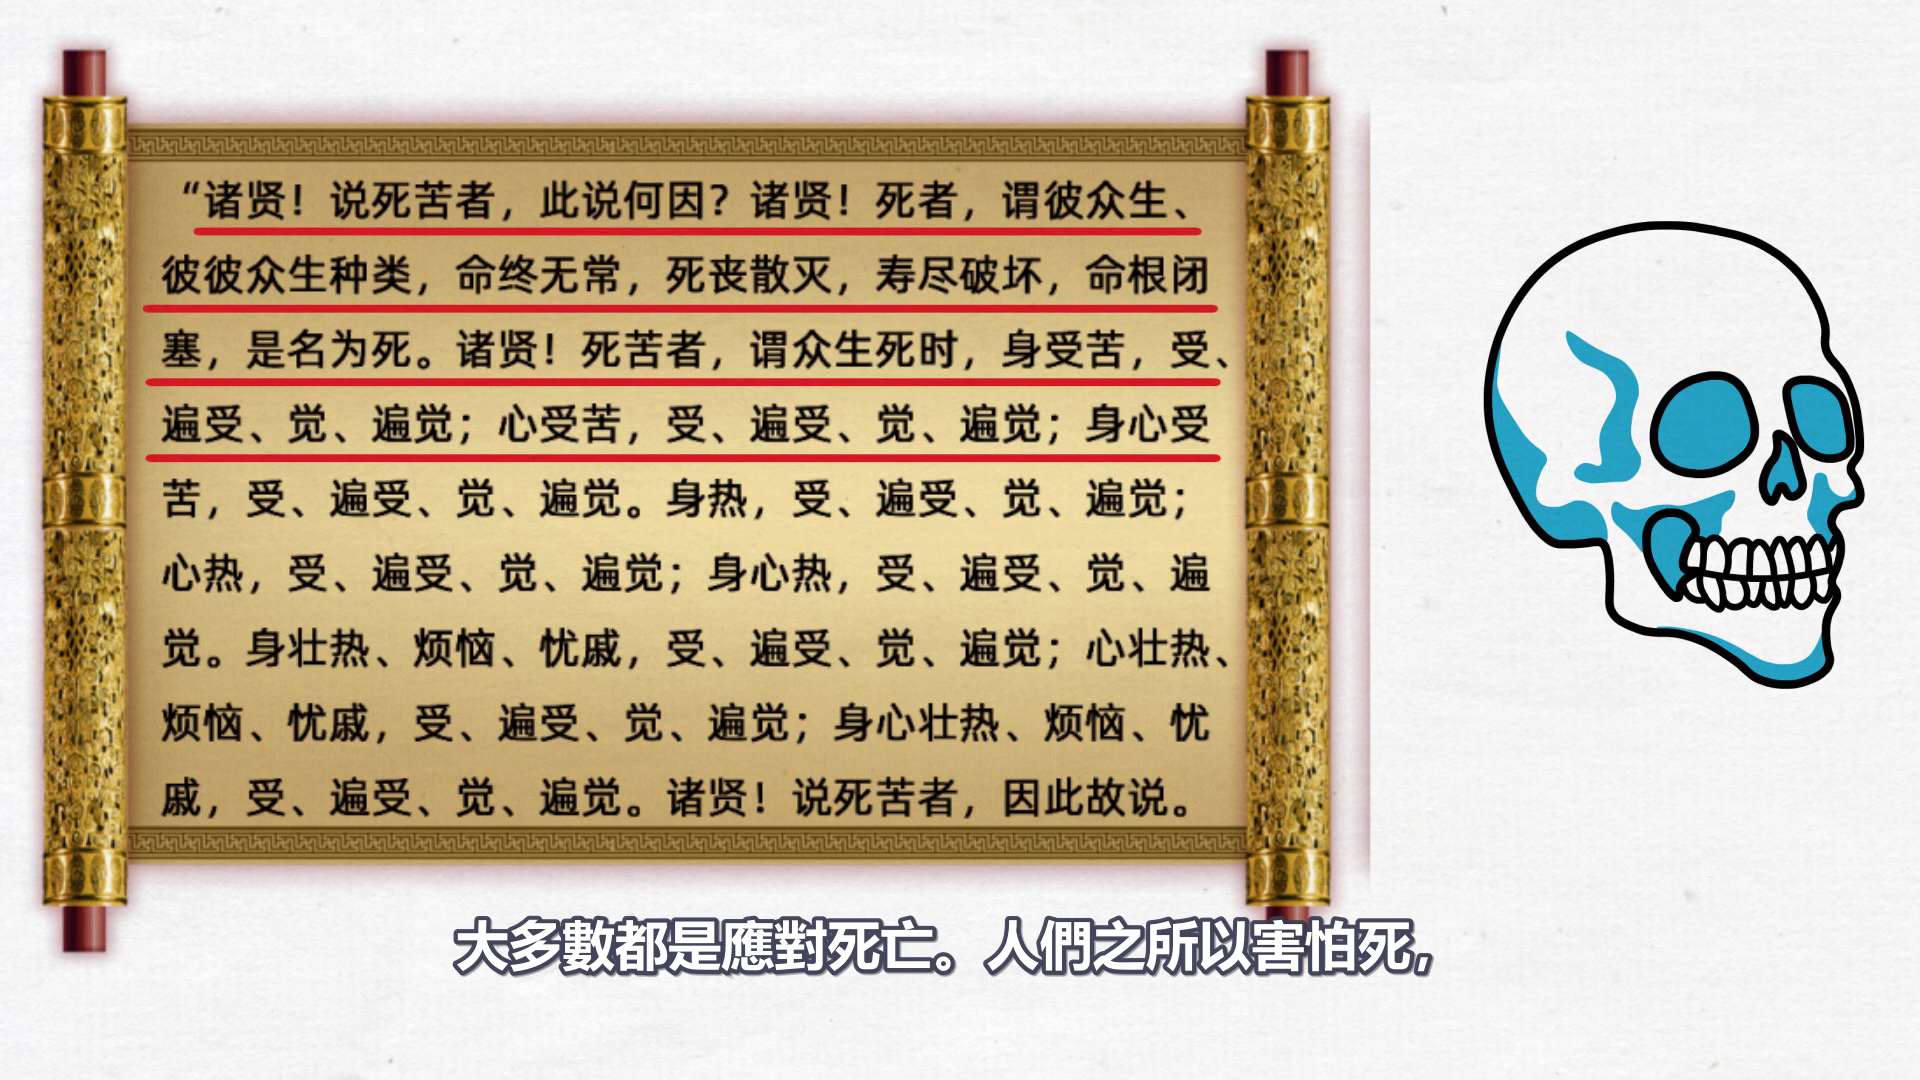 “诸贤！说死苦者，此说何因？诸贤！死者，谓彼众生、
彼彼众生种类，命终无常，死丧散灭，寿尽破坏，命根闭
塞，是名为死。诸贤！死苦者，谓众生死时，身受苦，受、
遍受、觉、遍觉；心受苦，受、遍受、觉、遍觉；身心受
苦，受、遍受、觉、遍觉。身热，受、遍受、觉、遍觉；
心热，受、遍受、觉、遍觉；身心热，受、遍受、觉、遍
觉。身壮热、烦恼、忧戚，受、遍受、觉、遍觉；心壮热、
烦恼、忧戚，受、遍受、觉、遍觉；身心壮热、烦恼、忧
戚，受、遍受、觉、遍觉。诸贤！说死苦者，因此故说。
大多數都是應對死亡。人們之所以害怕死，